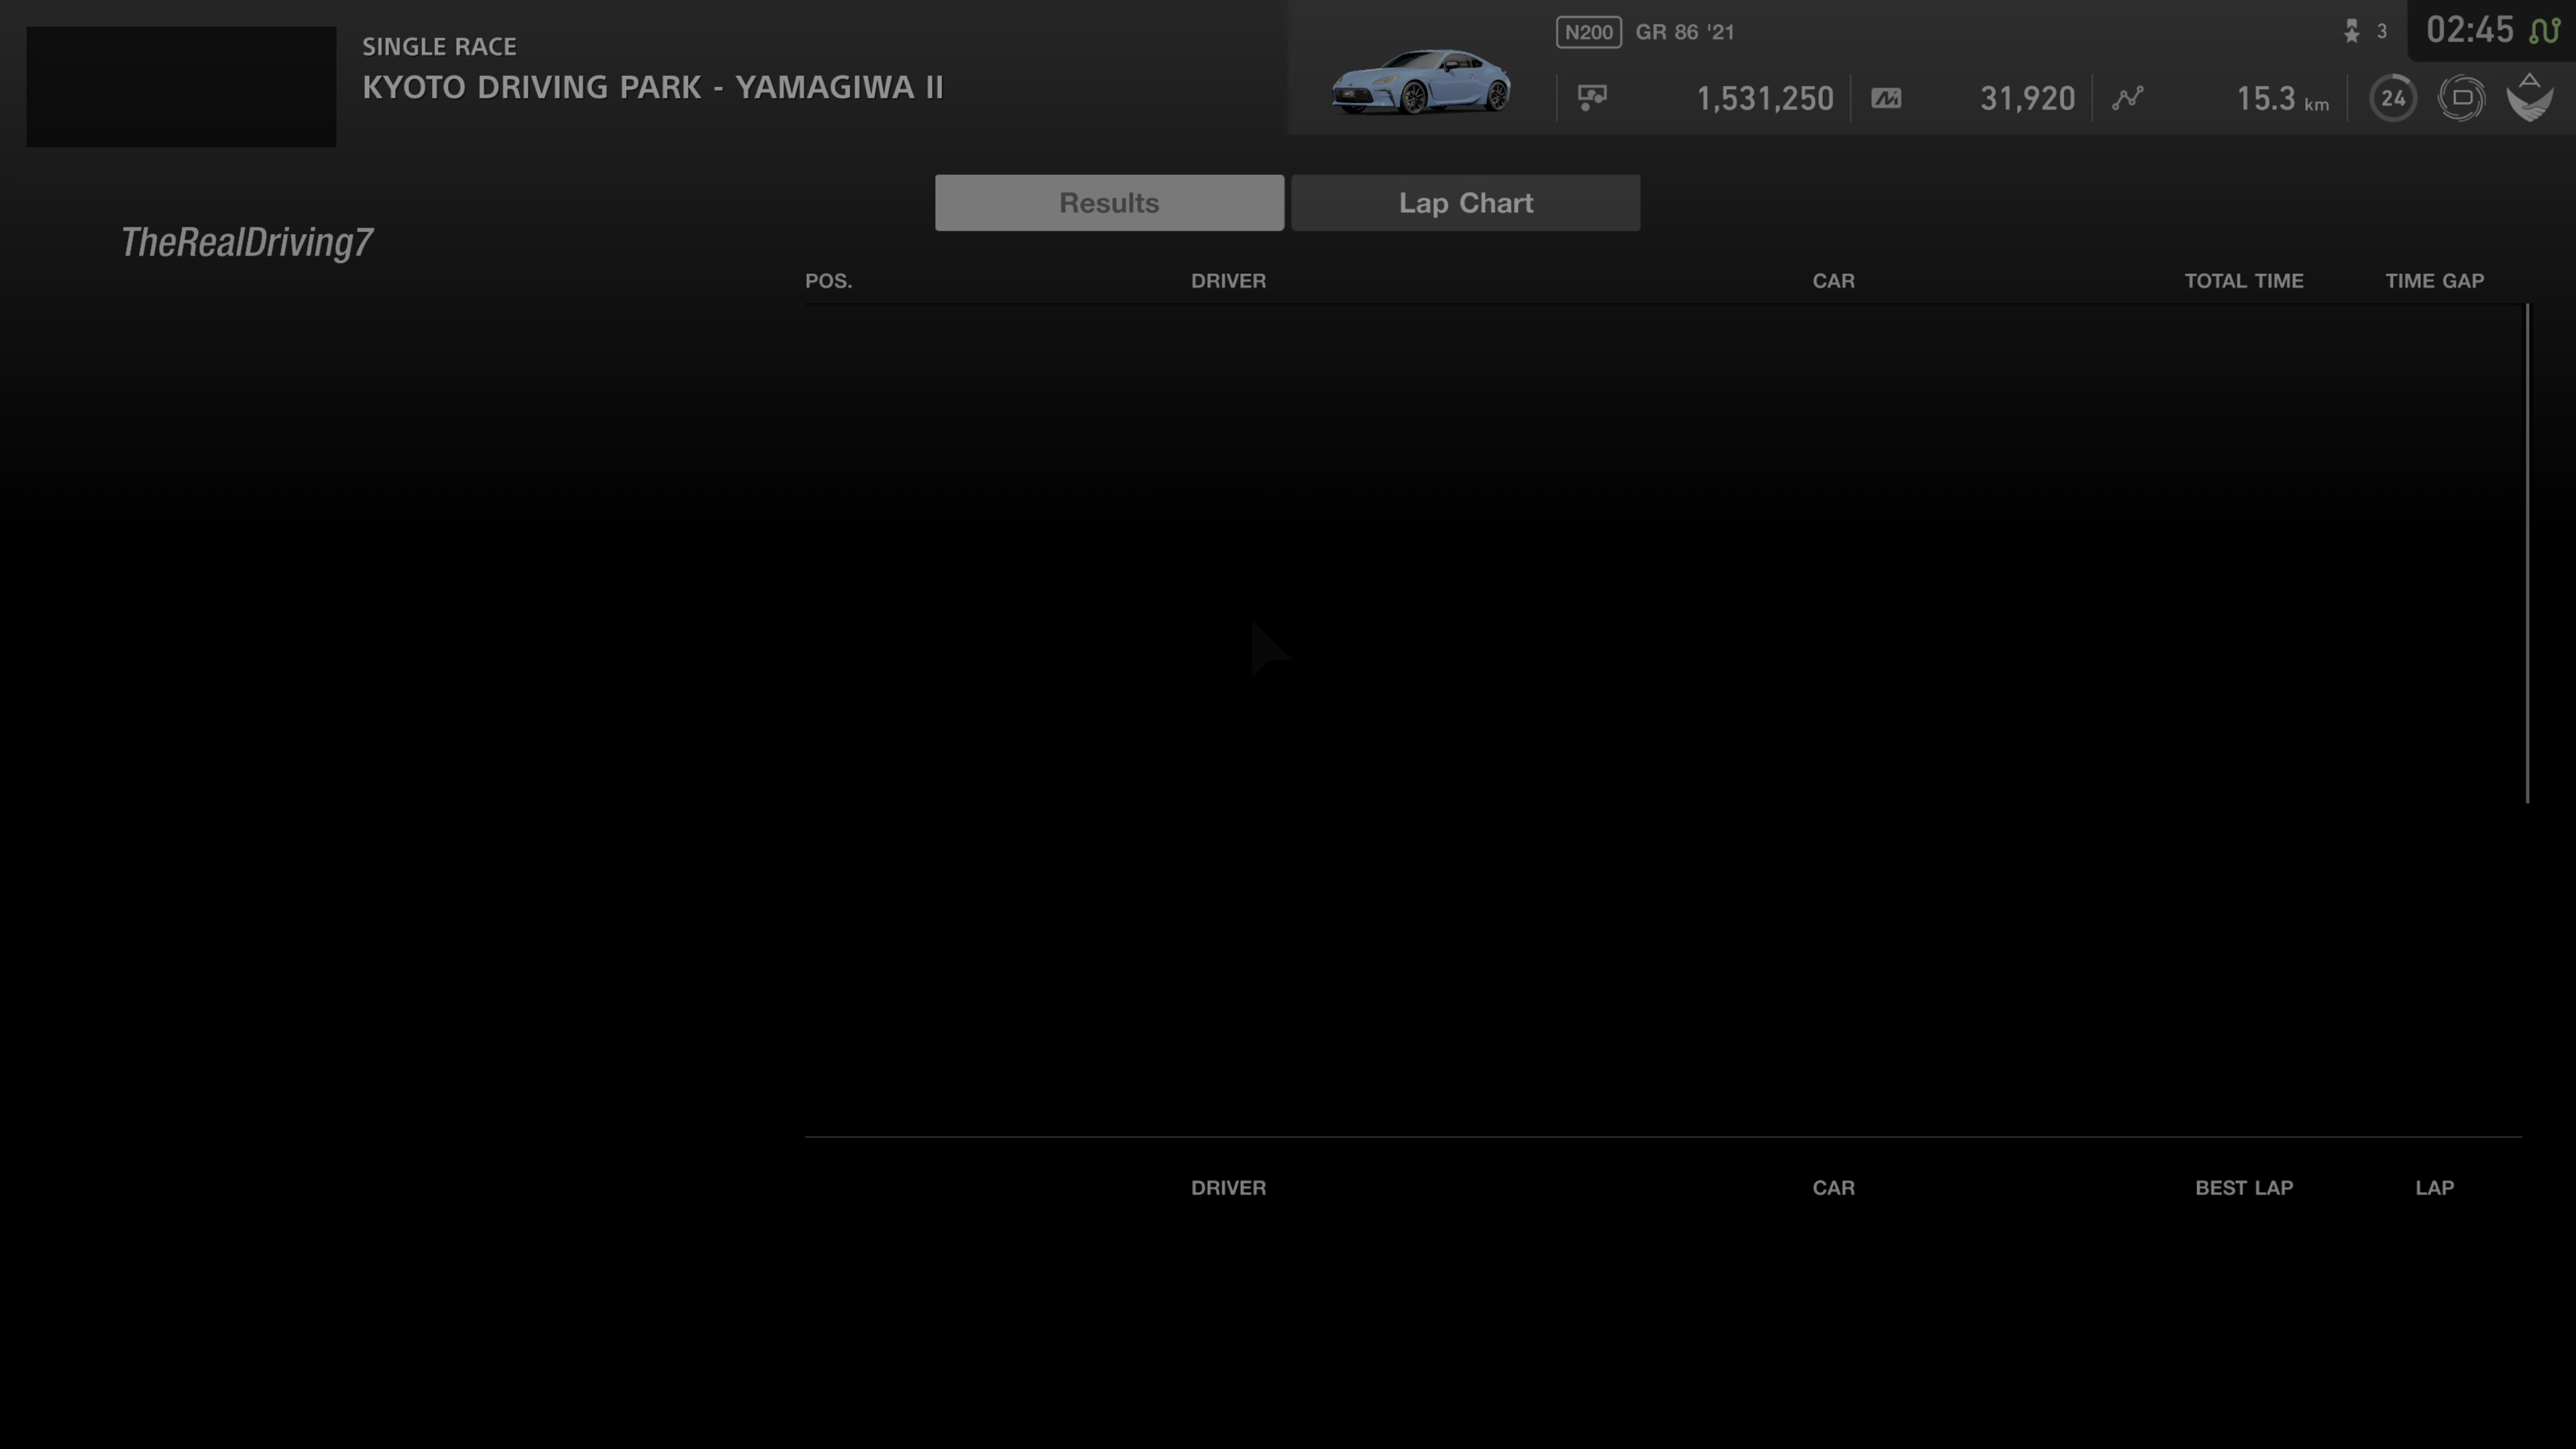 SINGLE RACE
KYOTO DRIVING PARK - YAMAGIWA II
N200 GR 86 '21
3
02:45
1,531,250
31,920
15.3 km
24
D
A
Results
Lap Chart
TheRealDriving7
POS. DRIVER CAR TOTAL TIME TIME GAP
DRIVER CAR BEST LAP LAP